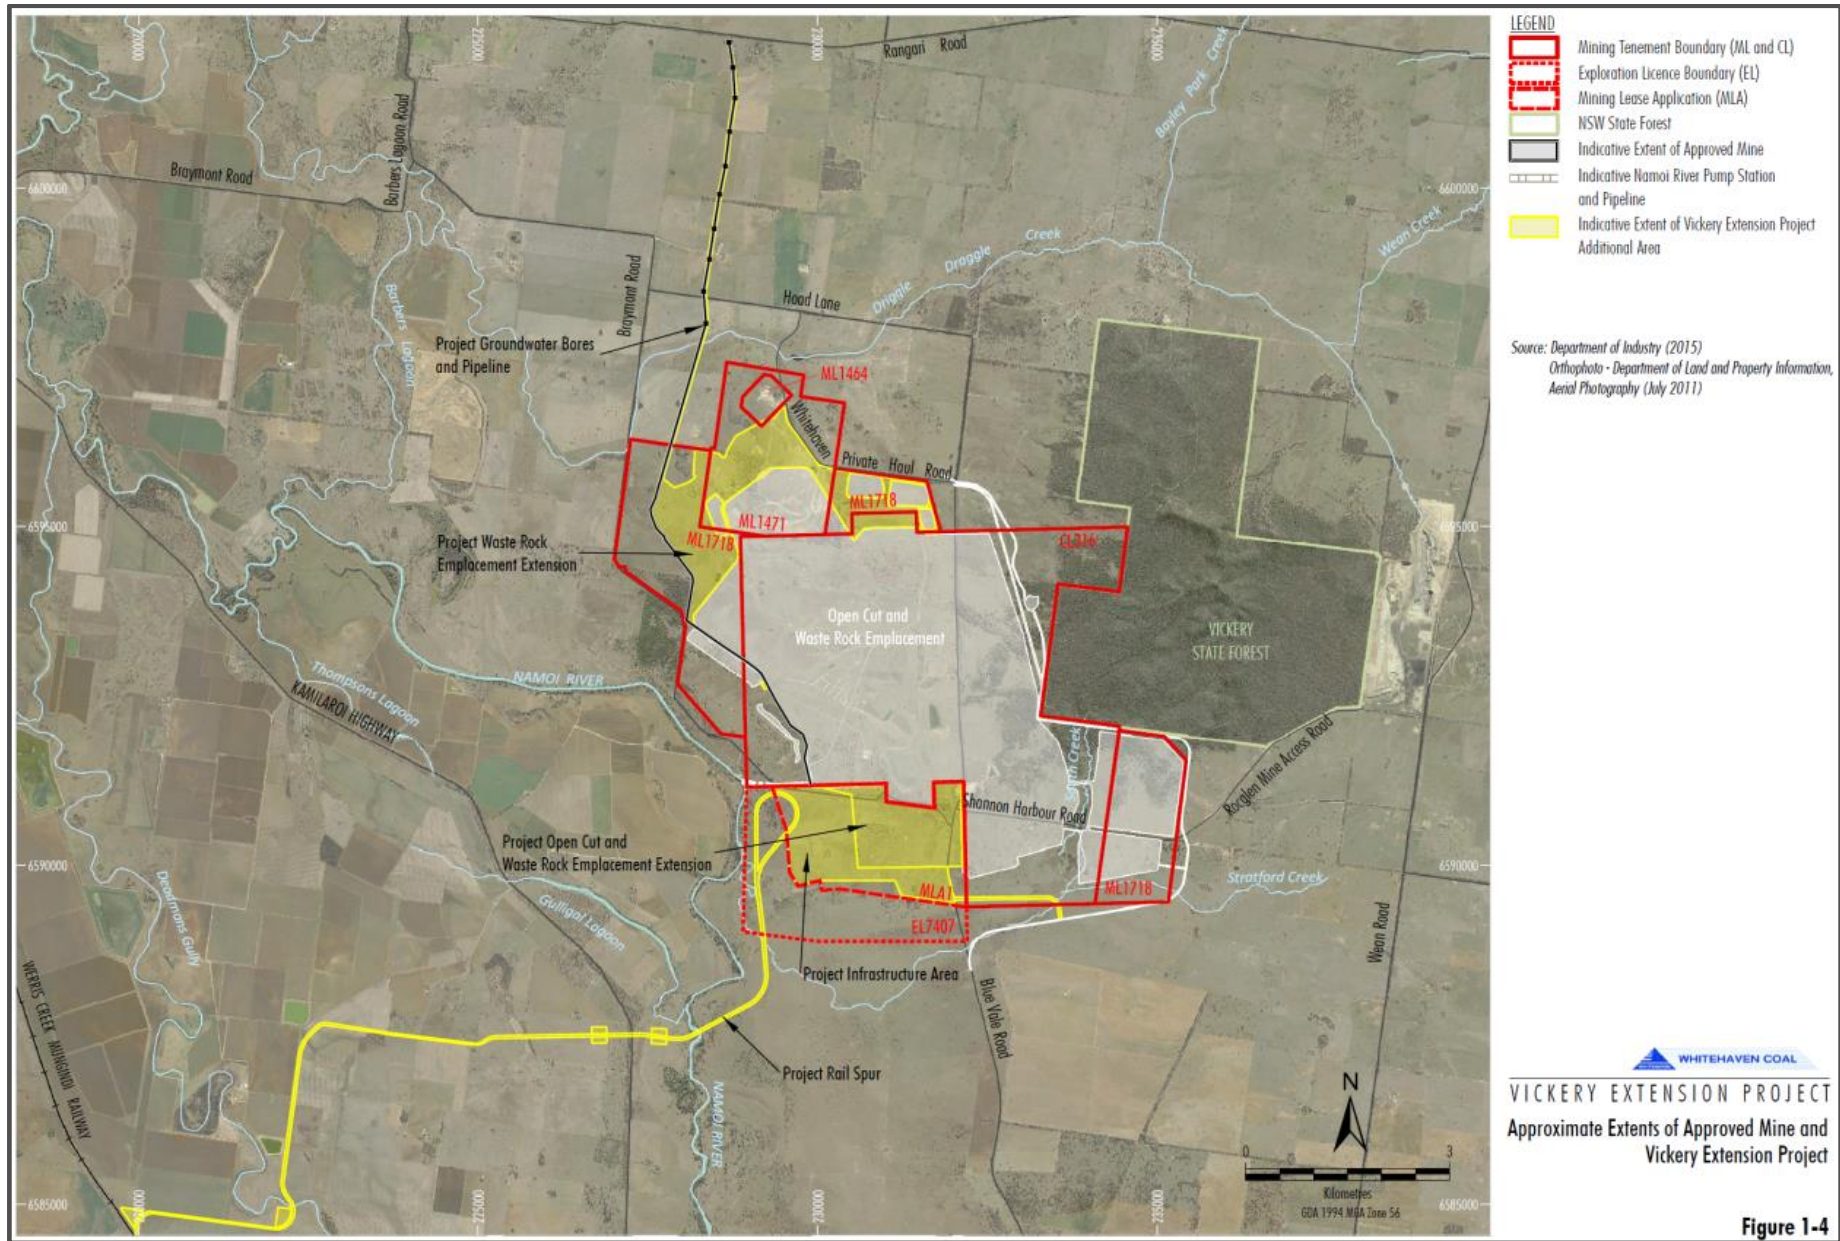 LEGEND
Mining Tenement Boundary (ML and CL)
Exploration Licence Boundary (EL)
Mining Lease Application (MLA)
NSW State Forest
Indicative Extent of Approved Mine
Indicative Namoi River Pump Station
and Pipeline
Indicative Extent of Vickery Extension Project
Additional Area
Source: Department of Industry (2015)
Orthophoto - Department of Land and Property Information,
Aerial Photography (July 2011)
225000
230000
235000
Rangari Road
Bayley Park Creek
Barbers Lagoon Road
Braymont Road
6600000
6600000
Wean Creek
Driggle Draggle Creek
Hoad Lane
Braymont Road
Barbers Lagoon
Project Groundwater Bores
and Pipeline
ML1464
Whitehaven Private Haul Road
ML1718
ML1471
6595000
6595000
ML1718
CL316
Project Waste Rock
Emplacement Extension
Open Cut and
Waste Rock Emplacement
VICKERY
STATE FOREST
Thompsons Lagoon
NAMOI RIVER
KAMILAROI HIGHWAY
South Creek
Rocglen Mine Access Road
Shannon Harbour Road
Project Open Cut and
Waste Rock Emplacement Extension
6590000
6590000
Deadmans Gully
Gulligal Lagoon
MLA1
ML1718
Stratford Creek
EL7407
Wean Road
Project Infrastructure Area
Blue Vale Road
WERRIS CREEK MUNGINDI RAILWAY
Project Rail Spur
NAMOI RIVER
N
0 3
Kilometres
GDA 1994 MGA Zone 56
6585000
6585000
225000
230000
235000
WHITEHAVEN COAL
VICKERY EXTENSION PROJECT
Approximate Extents of Approved Mine and
Vickery Extension Project
Figure 1-4